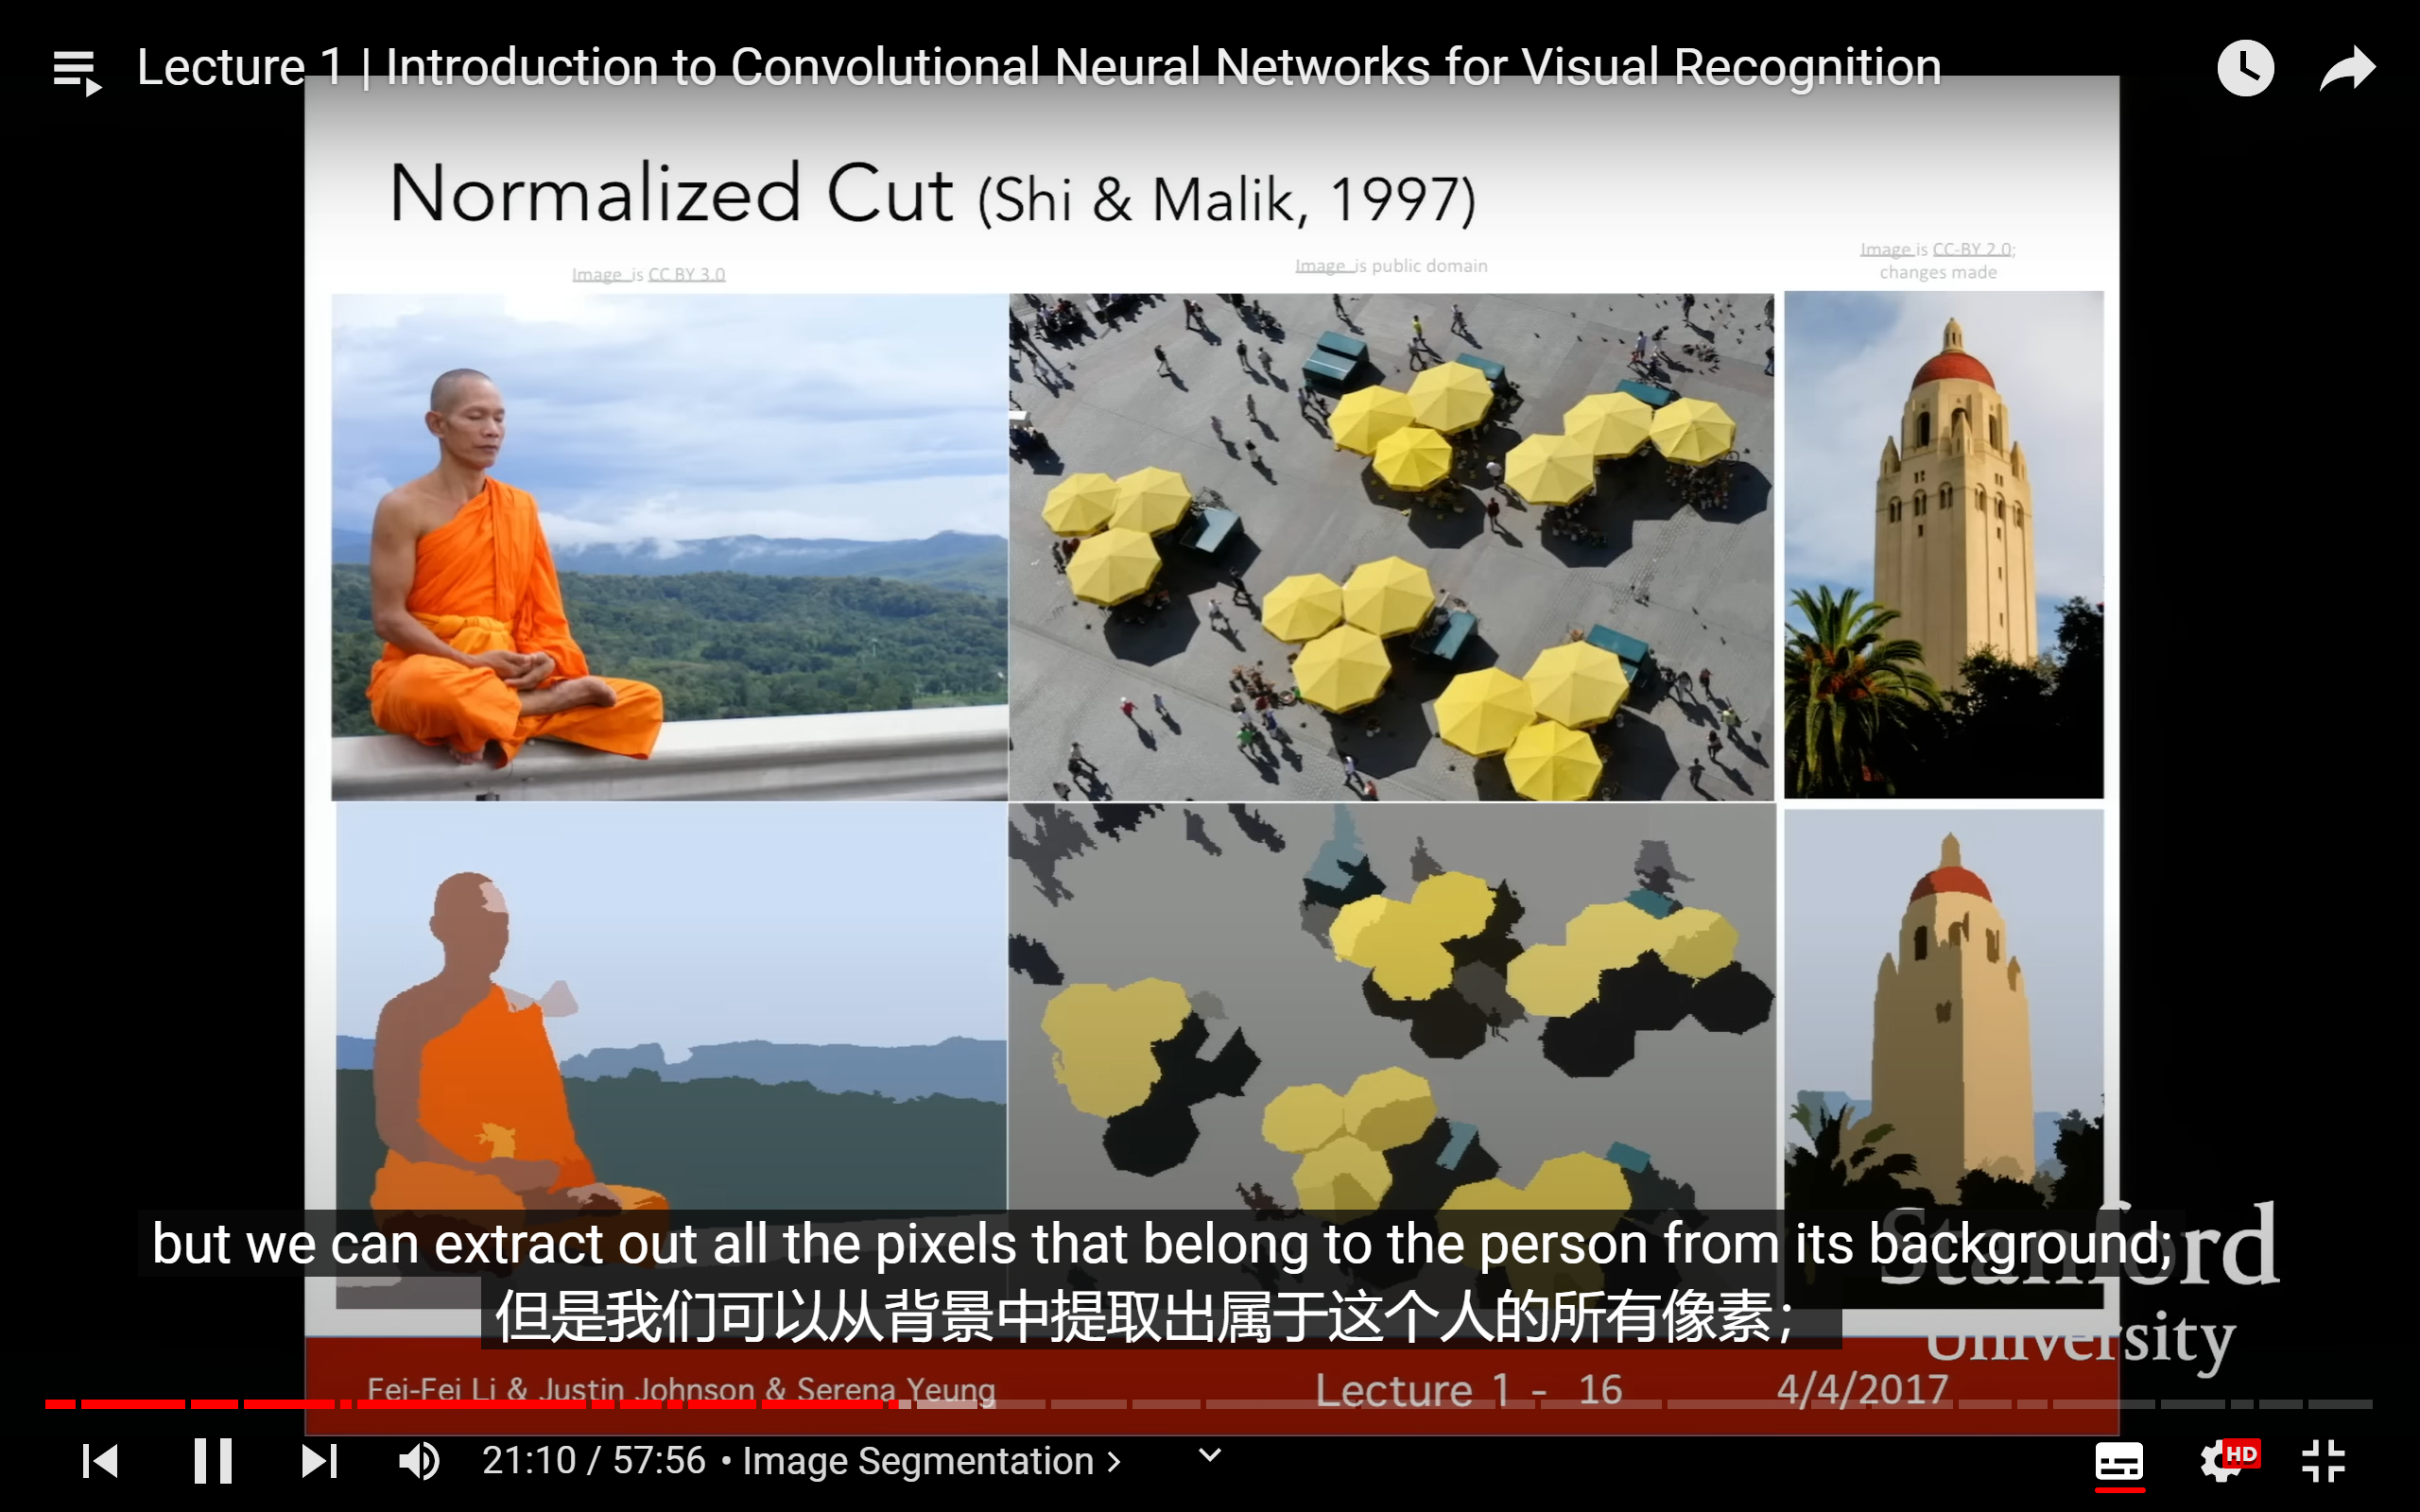 Lecture 1 | Introduction to Convolutional Neural Networks for Visual Recognition
Normalized Cut (Shi & Malik, 1997)
Image is CC BY 3.0
Image is public domain
Image is CC-BY 2.0;
changes made
but we can extract out all the pixels that belong to the person from its background;
但是我们可以从背景中提取出属于这个人的所有像素；
Stanford
University
Fei-Fei Li & Justin Johnson & Serena Yeung
Lecture 1 - 16
4/4/2017
21:10 / 57:56 • Image Segmentation ›
HD